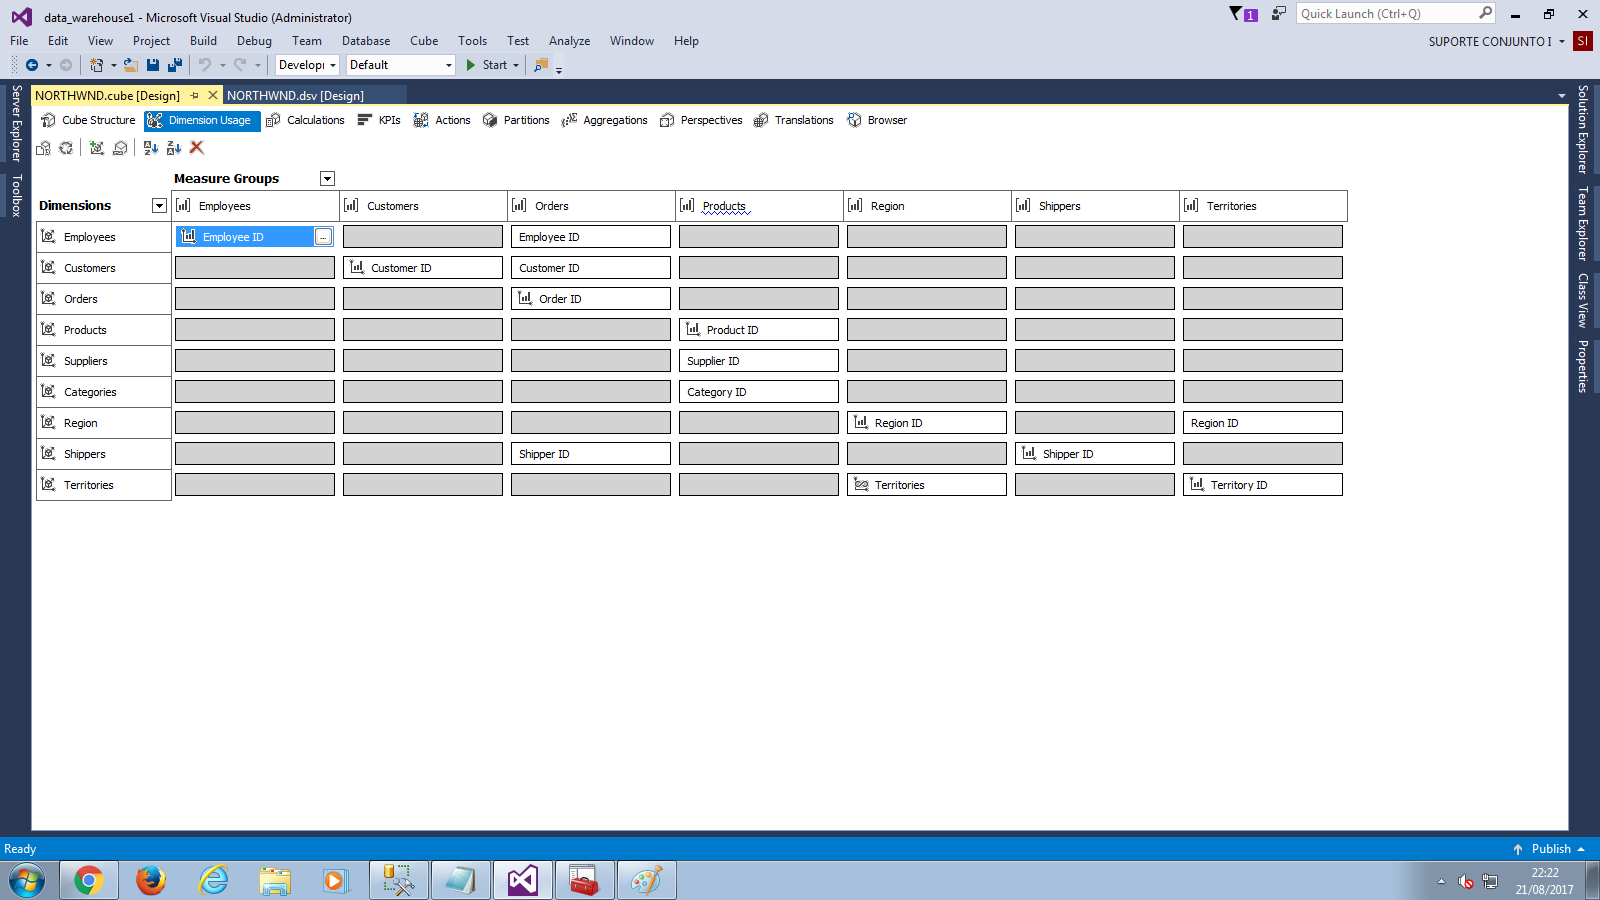 data_warehouse1 - Microsoft Visual Studio (Administrator)
1
Quick Launch (Ctrl+Q)
File Edit View Project Build Debug Team Database Cube Tools Test Analyze Window Help
SUPORTE CONJUNTO I
SI
Developi
Default
Start
Server Explorer
Toolbox
NORTHWND.cube [Design]
NORTHWND.dsv [Design]
Cube Structure Dimension Usage Calculations KPIs Actions Partitions Aggregations Perspectives Translations Browser
Measure Groups
Dimensions
Employees Customers Orders Products Region Shippers Territories
Employees Employee ID ... Employee ID
Customers Customer ID Customer ID
Orders Order ID
Products Product ID
Suppliers Supplier ID
Categories Category ID
Region Region ID Region ID
Shippers Shipper ID Shipper ID
Territories Territories Territory ID
Solution Explorer
Team Explorer
Class View
Properties
Ready
Publish
22:22
21/08/2017